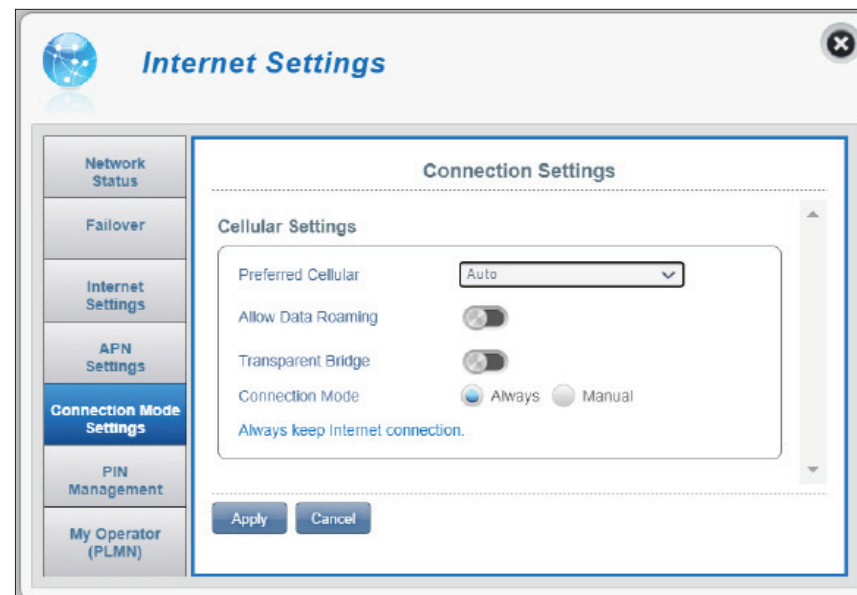 Internet Settings
Network
Status
Failover
Internet
Settings
APN
Settings
Connection Mode
Settings
PIN
Management
My Operator
(PLMN)
Connection Settings
Cellular Settings
Preferred Cellular Auto
Allow Data Roaming
Transparent Bridge
Connection Mode Always Manual
Always keep Internet connection.
Apply Cancel